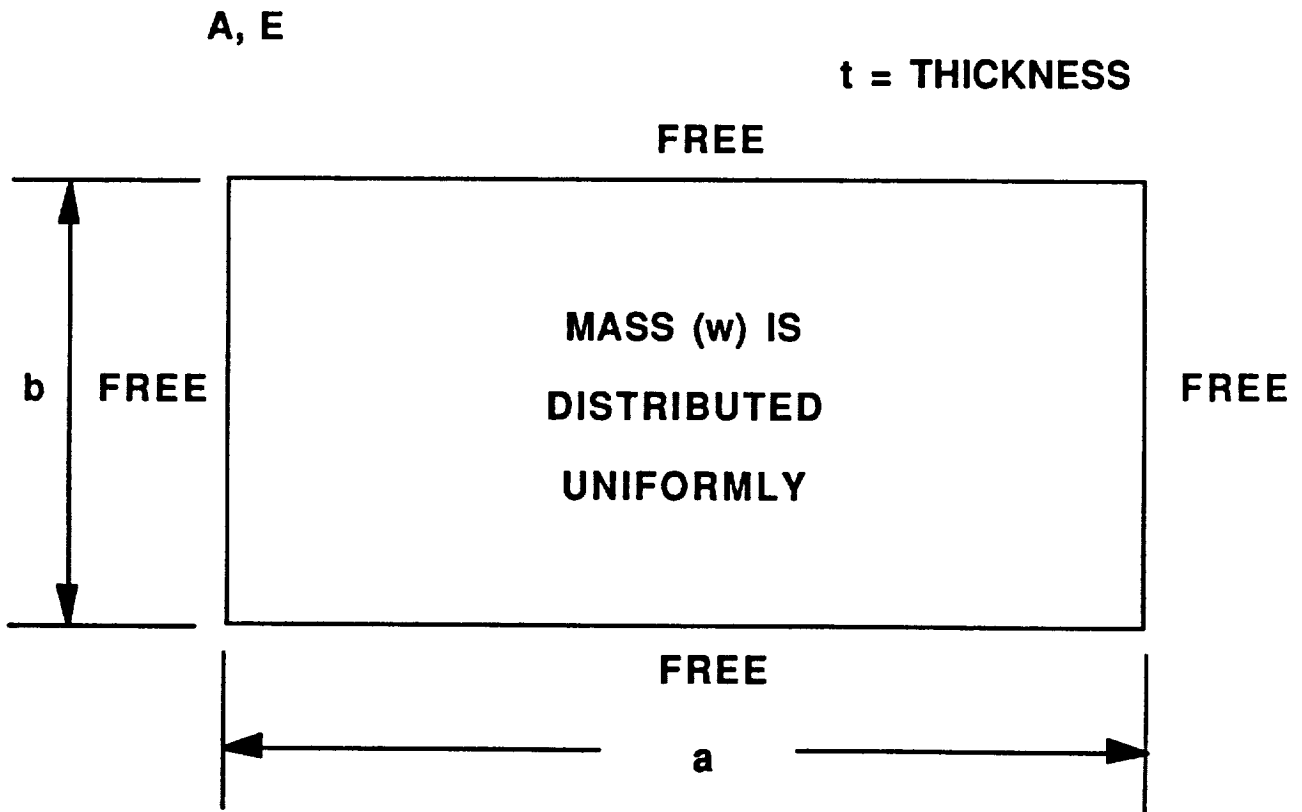 A, E
t = THICKNESS
FREE
MASS (w) IS
b FREE
FREE
DISTRIBUTED
UNIFORMLY
FREE
a